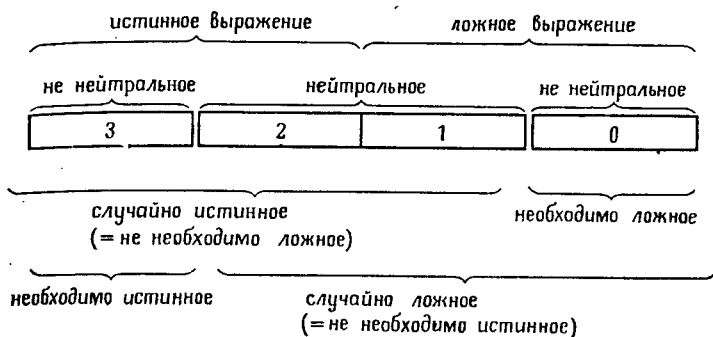 истинное выражение ложное выражение
не нейтральное нейтральное не нейтральное
3 2 1 0
случайно истинное необходимо ложное
(= не необходимо ложное)
необходимо истинное случайно ложное
(= не необходимо истинное)